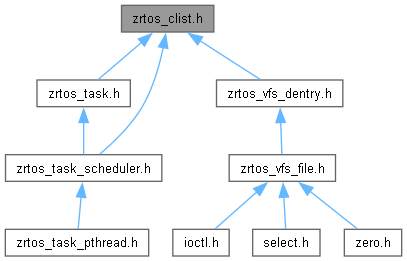 zrtos_clist.h
zrtos_task.h
zrtos_vfs_dentry.h
zrtos_task_scheduler.h
zrtos_vfs_file.h
zrtos_task_pthread.h
ioctl.h
select.h
zero.h